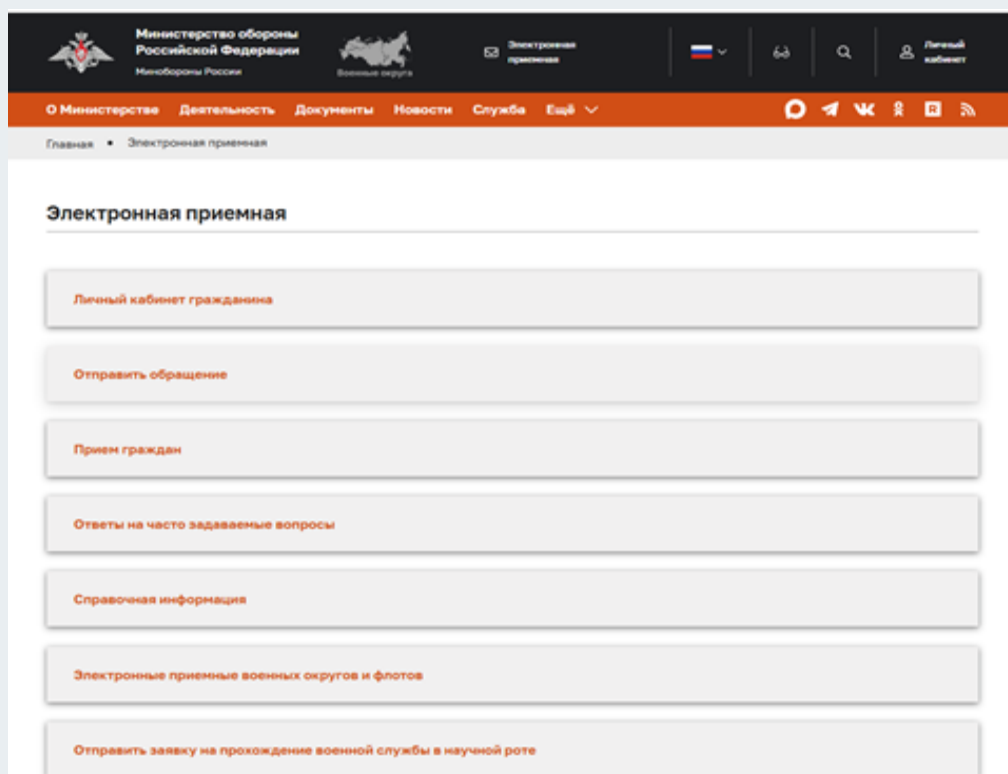 Министерство обороны
Российской Федерации
Минобороны России
Военные округа
Электронная
приемная
Личный
кабинет
О Министерстве Деятельность Документы Новости Служба Ещё
Главная • Электронная приемная
Электронная приемная
Личный кабинет гражданина
Отправить обращение
Прием граждан
Ответы на часто задаваемые вопросы
Справочная информация
Электронные приемные военных округов и флотов
Отправить заявку на прохождение военной службы в научной роте